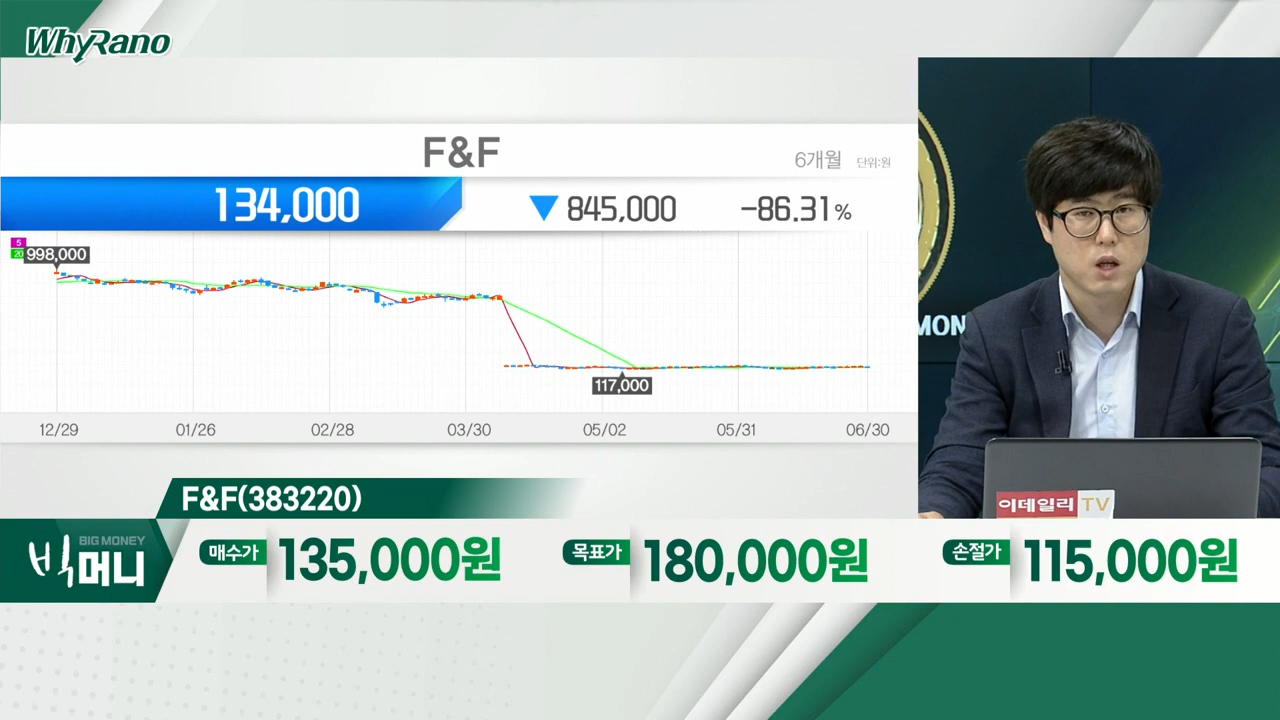 WhyRano
F&F
6개월 단위:원
134,000 ▼ 845,000 -86.31%
5
20
998,000
117,000
12/29 01/26 02/28 03/30 05/02 05/31 06/30
MON
이데일리 TV
F&F(383220)
BIG MONEY
빅머니
매수가 135,000원 목표가 180,000원 손절가 115,000원